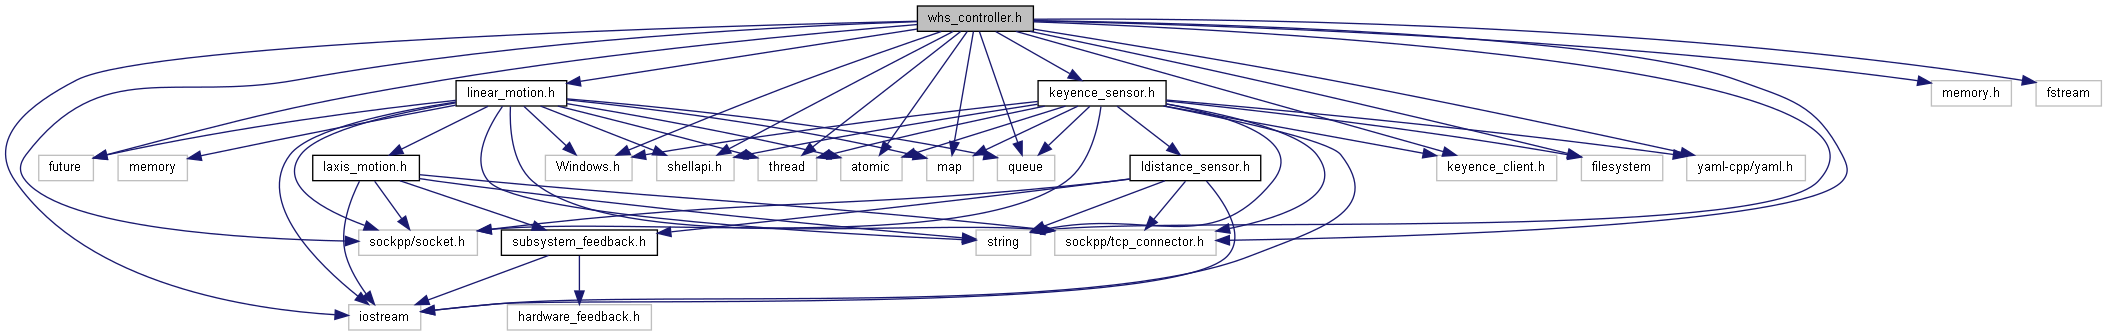 whs_controller.h
linear_motion.h
keyence_sensor.h
memory.h
fstream
future
memory
laxis_motion.h
Windows.h
shellapi.h
thread
atomic
map
queue
ldistance_sensor.h
keyence_client.h
filesystem
yaml-cpp/yaml.h
sockpp/socket.h
subsystem_feedback.h
string
sockpp/tcp_connector.h
iostream
hardware_feedback.h